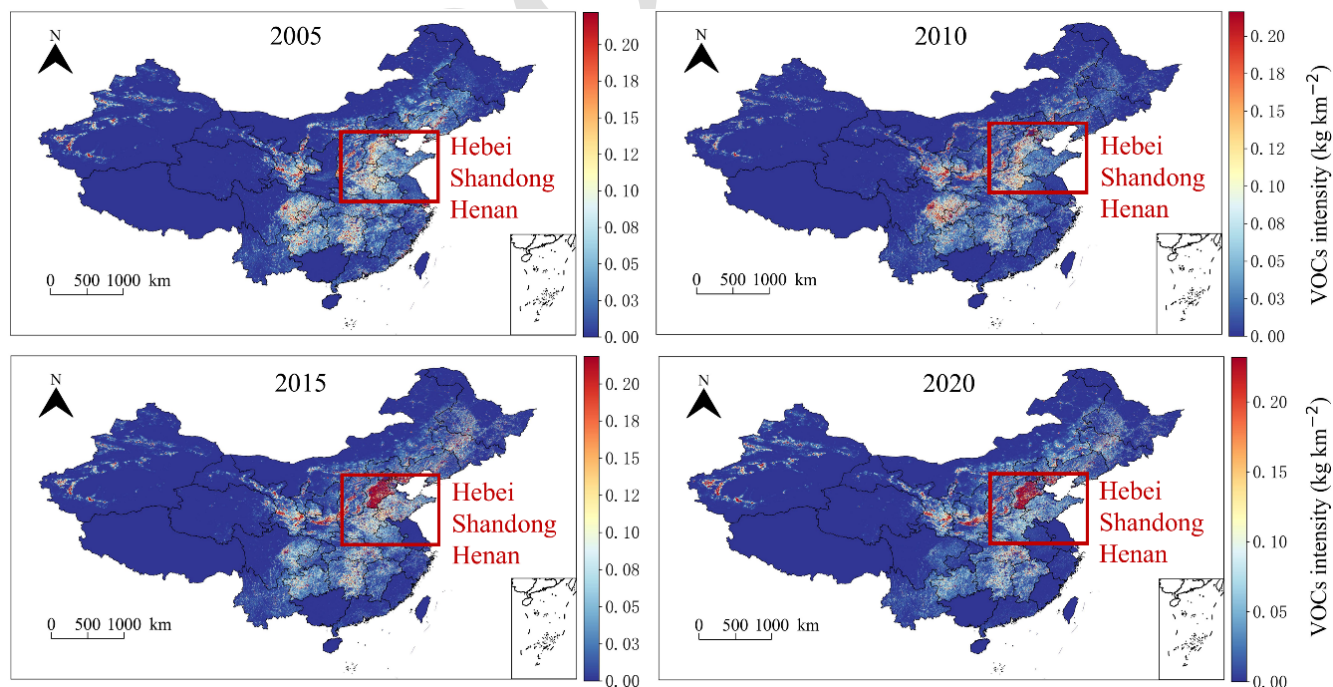 2005
N
Hebei
Shandong
Henan
0 500 1000 km
0.20
0.18
0.15
0.12
0.10
0.08
0.05
0.03
0.00
2010
N
Hebei
Shandong
Henan
0 500 1000 km
0.20
0.18
0.15
0.12
0.10
0.08
0.05
0.03
0.00
VOCs intensity (kg km⁻²)
2015
N
Hebei
Shandong
Henan
0 500 1000 km
0.20
0.18
0.15
0.12
0.10
0.08
0.05
0.03
0.00
2020
N
Hebei
Shandong
Henan
0 500 1000 km
0.20
0.15
0.10
0.05
0.00
VOCs intensity (kg km⁻²)